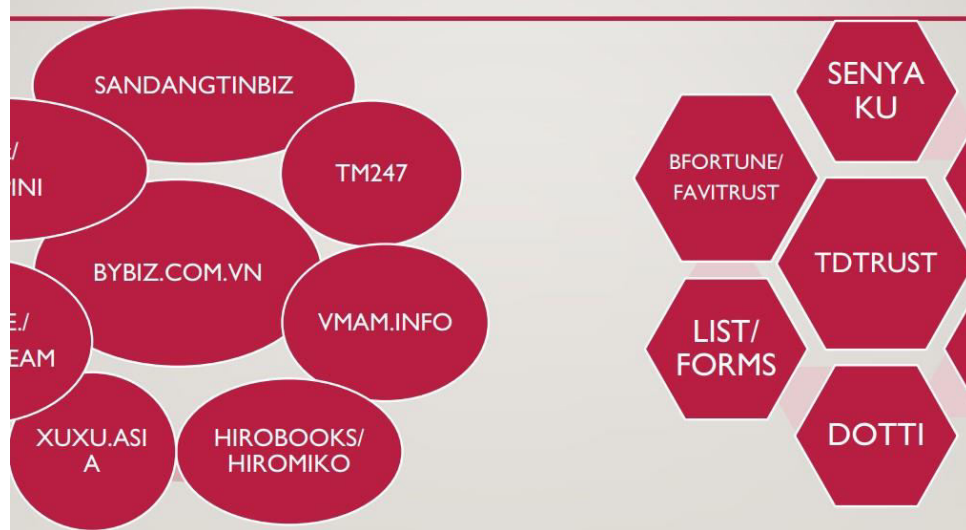 SANDANGTINBIZ
TM247
BYBIZ.COM.VN
VMAM.INFO
XUXU.ASI
A
HIROBOOKS/
HIROMIKO
SENYA
KU
BFORTUNE/
FAVITRUST
TDTRUST
LIST/
FORMS
DOTTI